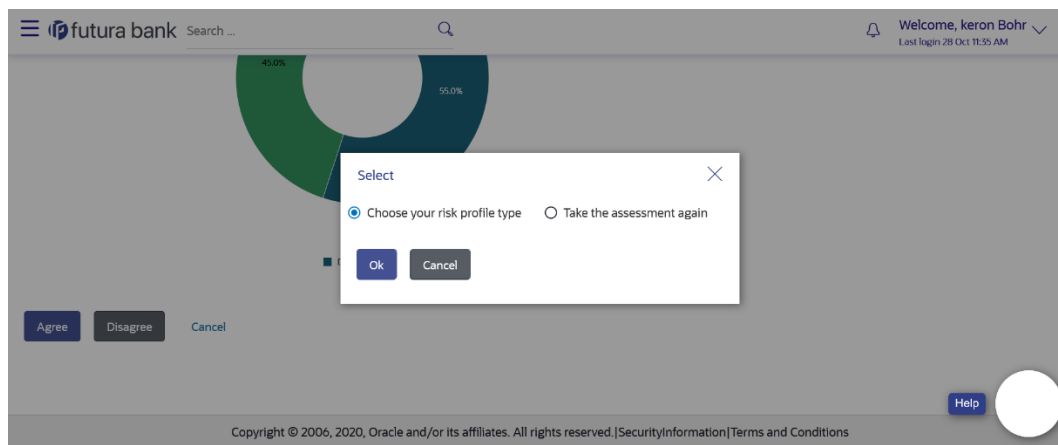 futura bank
Search ...
Welcome, keron Bohr
Last login 28 Oct 11:35 AM
45.0%
55.0%
Select
Choose your risk profile type
Take the assessment again
Ok
Cancel
Agree
Disagree
Cancel
Help
Copyright © 2006, 2020, Oracle and/or its affiliates. All rights reserved.|SecurityInformation|Terms and Conditions